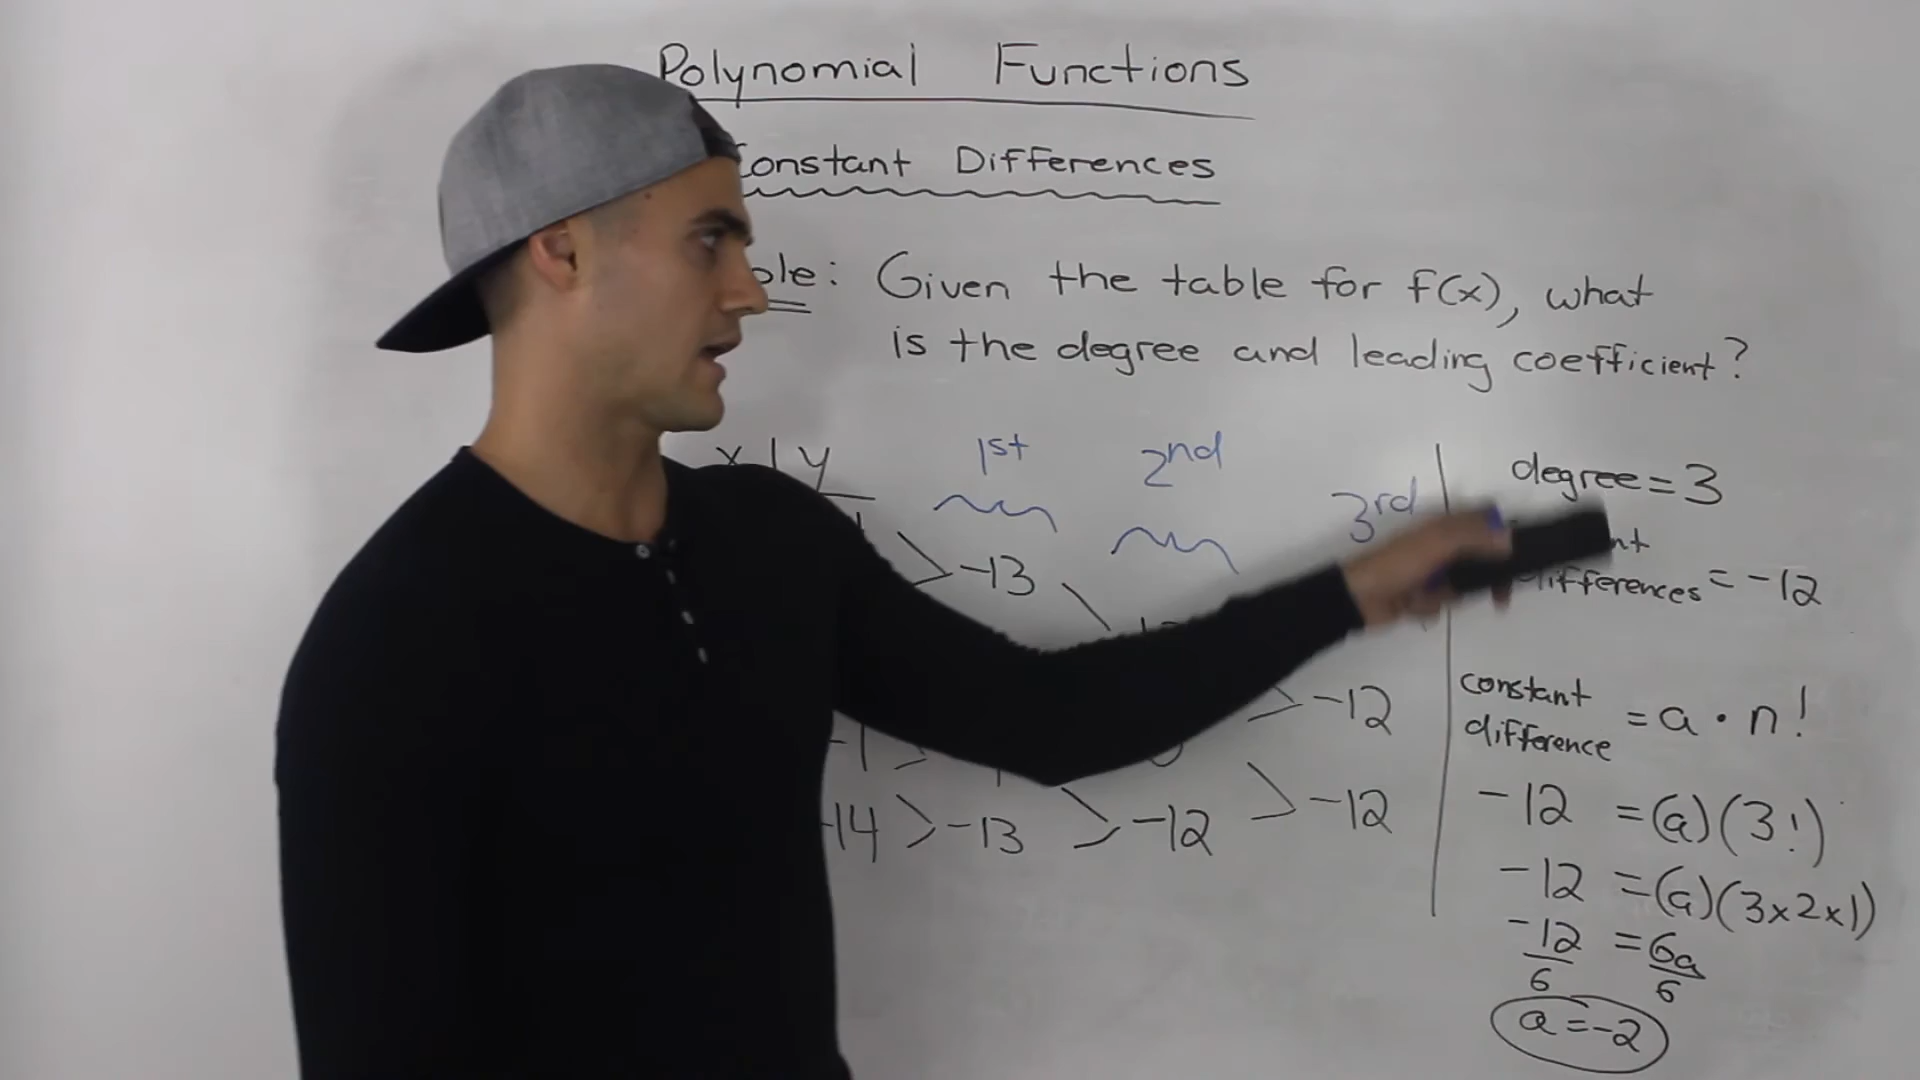 Polynomial Functions
Constant Differences
ple: Given the table for f(x), what
is the degree and leading coefficient?
x | y 1st 2nd 3rd
-13
-12
-1
-14 > -13 > -12 > -12
degree = 3
differences = -12
constant
difference = a · n!
-12 = (a)(3!)
-12 = (a)(3x2x1)
-12/6 = 6a/6
a = -2